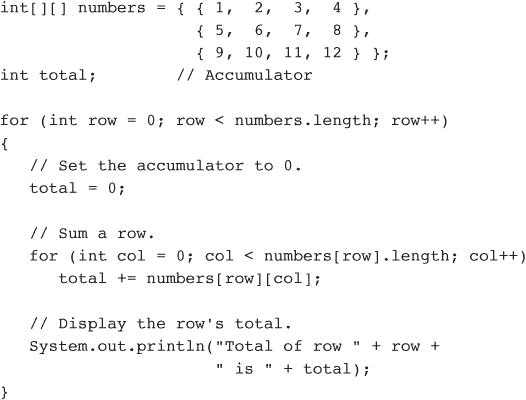 int[][] numbers = { { 1, 2, 3, 4 },
{ 5, 6, 7, 8 },
{ 9, 10, 11, 12 } };
int total; // Accumulator
for (int row = 0; row < numbers.length; row++)
{
// Set the accumulator to 0.
total = 0;
// Sum a row.
for (int col = 0; col < numbers[row].length; col++)
total += numbers[row][col];
// Display the row's total.
System.out.println("Total of row " + row +
" is " + total);
}